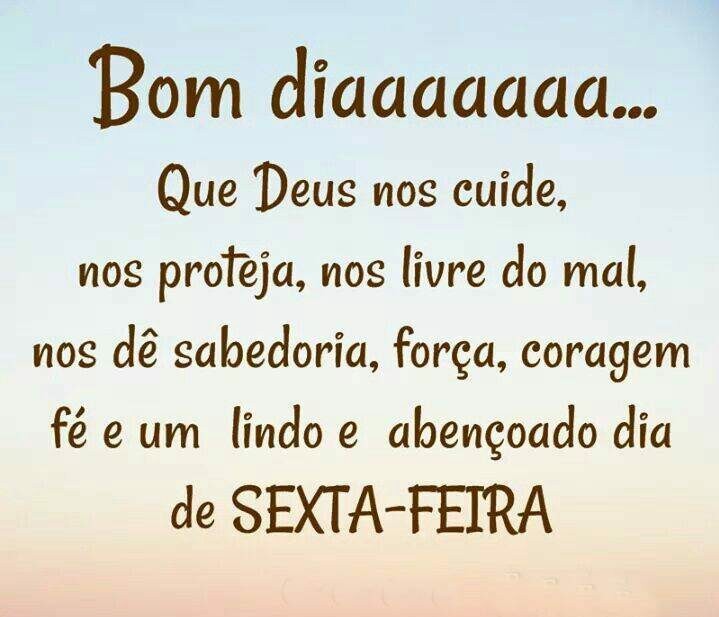 Bom diaaaaaaaa...
Que Deus nos cuide,
nos proteja, nos livre do mal,
nos dê sabedoria, força, coragem
fé e um lindo e abençoado dia
de SEXTA-FEIRA